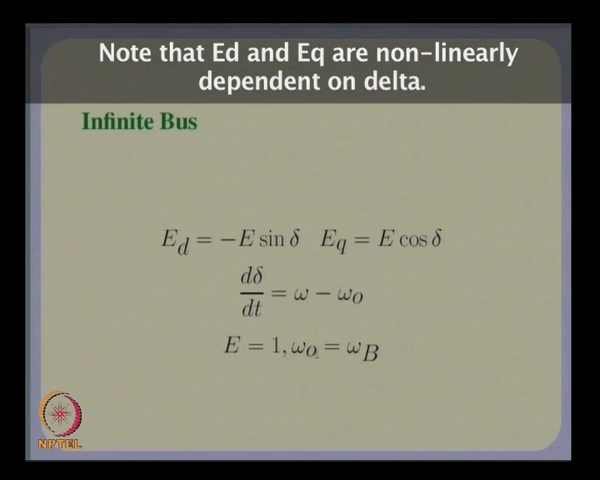 Note that Ed and Eq are non-linearly
dependent on delta.
Infinite Bus
E_d = −E sin δ   E_q = E cos δ
dδ/dt = ω − ω_o
E = 1, ω_o = ω_B
NPTEL